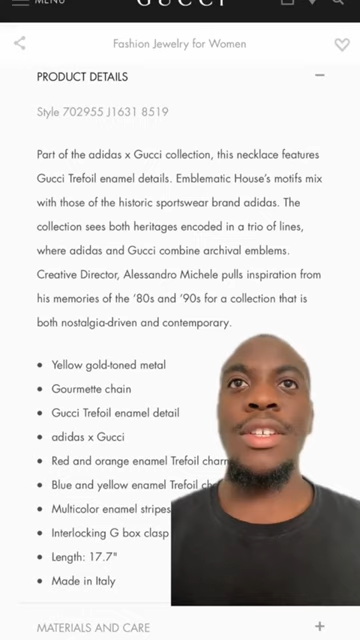 MENU
GUCCI
Fashion Jewelry for Women
PRODUCT DETAILS
Style 702955 J1631 8519
Part of the adidas x Gucci collection, this necklace features
Gucci Trefoil enamel details. Emblematic House's motifs mix
with those of the historic sportswear brand adidas. The
collection sees both heritages encoded in a trio of lines,
where adidas and Gucci combine archival emblems.
Creative Director, Alessandro Michele pulls inspiration from
his memories of the '80s and '90s for a collection that is
both nostalgia-driven and contemporary.
Yellow gold-toned metal
Gourmette chain
Gucci Trefoil enamel detail
adidas x Gucci
Red and orange enamel Trefoil
Blue and yellow enamel Trefoil
Multicolor enamel stripes
Interlocking G box clasp
Length: 17.7"
Made in Italy
MATERIALS AND CARE